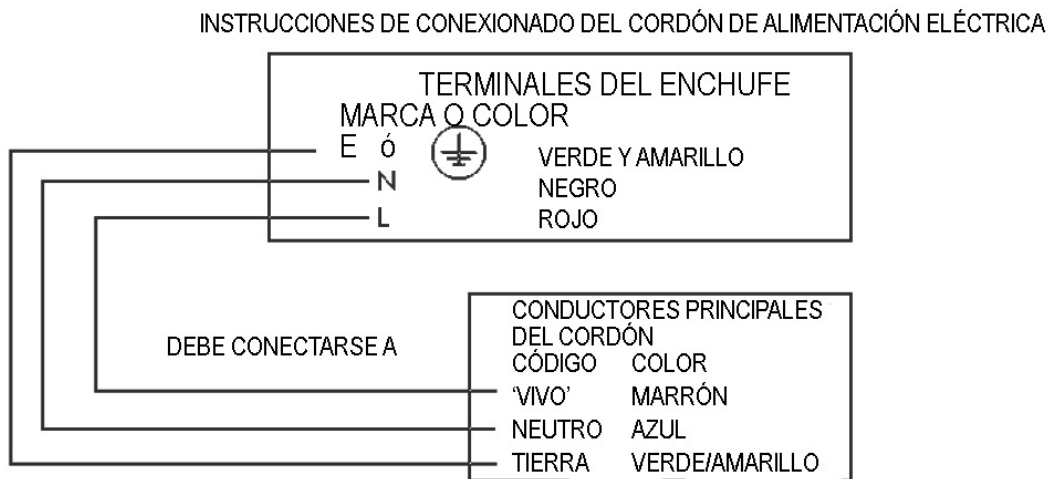 INSTRUCCIONES DE CONEXIONADO DEL CORDÓN DE ALIMENTACIÓN ELÉCTRICA
TERMINALES DEL ENCHUFE
MARCA O COLOR
E ó VERDE Y AMARILLO
N NEGRO
L ROJO
DEBE CONECTARSE A
CONDUCTORES PRINCIPALES
DEL CORDÓN
CÓDIGO COLOR
'VIVO' MARRÓN
NEUTRO AZUL
TIERRA VERDE/AMARILLO